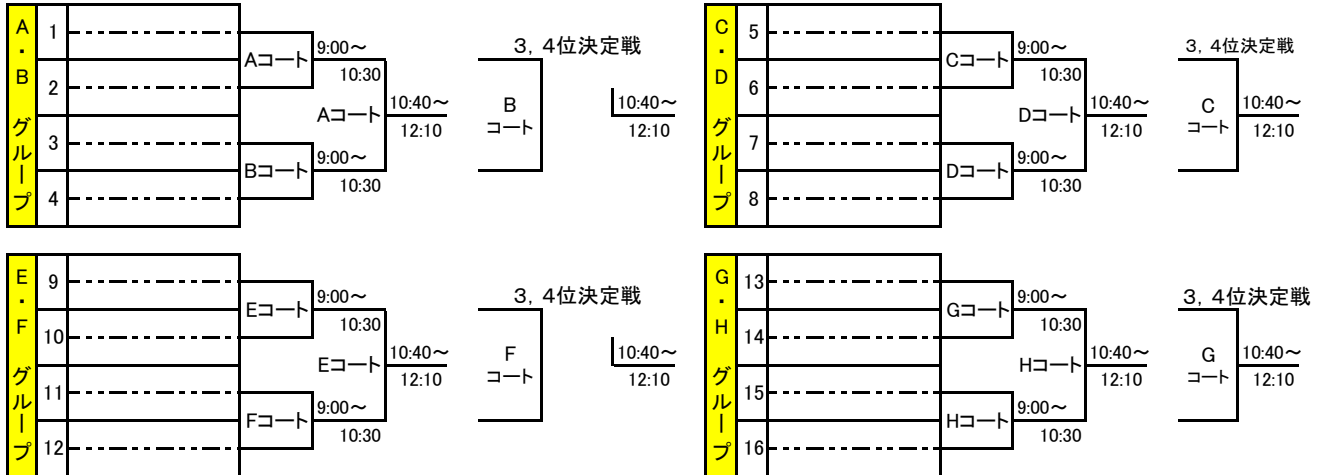 A・B グループ
1
2
3
4
Aコート
9:00～
10:30
Bコート
9:00～
10:30
Aコート
10:40～
12:10
3，4位決定戦
B
コート
10:40～
12:10
C・D グループ
5
6
7
8
Cコート
9:00～
10:30
Dコート
9:00～
10:30
Dコート
10:40～
12:10
3，4位決定戦
C
コート
10:40～
12:10
E・F グループ
9
10
11
12
Eコート
9:00～
10:30
Fコート
9:00～
10:30
Eコート
10:40～
12:10
3，4位決定戦
F
コート
10:40～
12:10
G・H グループ
13
14
15
16
Gコート
9:00～
10:30
Hコート
9:00～
10:30
Hコート
10:40～
12:10
3，4位決定戦
G
コート
10:40～
12:10